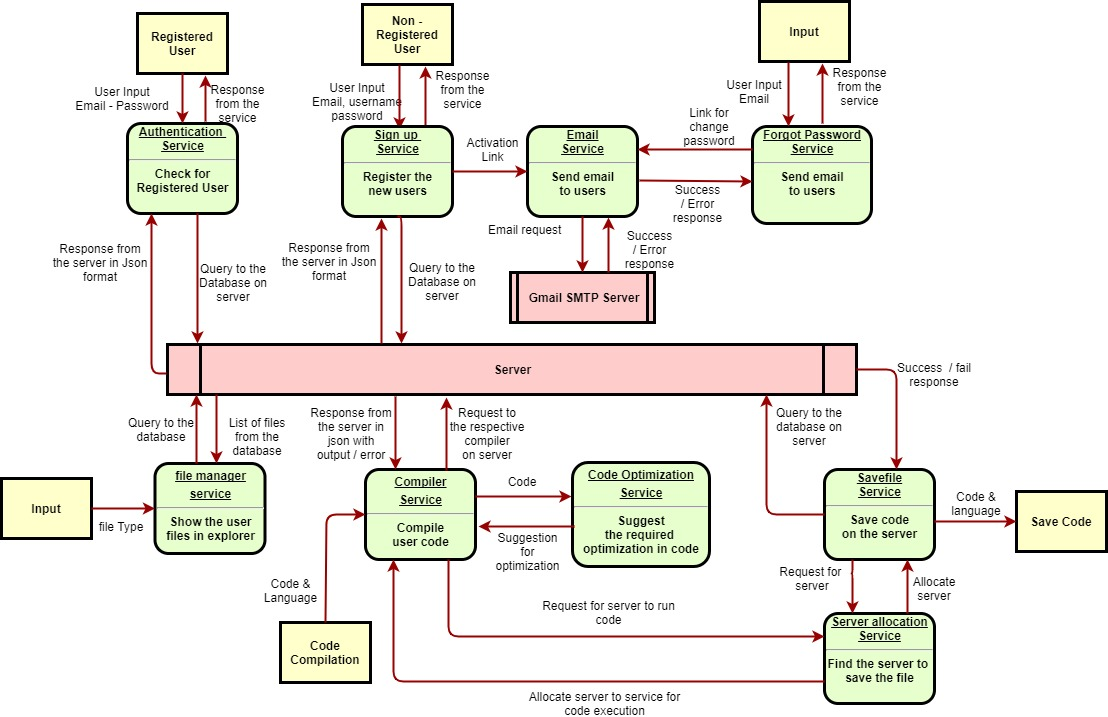 Registered
User
Non -
Registered
User
Input
User Input
Email - Password
Response
from the
service
User Input
Email, username
password
Response
from the
service
User Input
Email
Response
from the
service
Authentication
Service
Check for
Registered User
Sign up
Service
Register the
new users
Activation
Link
Email
Service
Send email
to users
Link for
change
password
Success
/ Error
response
Forgot Password
Service
Send email
to users
Response from
the server in Json
format
Query to the
Database on
server
Response from
the server in Json
format
Query to the
Database on
server
Email request
Success
/ Error
response
Gmail SMTP Server
Server
Success / fail
response
Query to the
database
List of files
from the
database
Response from
the server in
json with
output / error
Request to
the respective
compiler
on server
Query to the
database on
server
Input
file Type
file manager
service
Show the user
files in explorer
Compiler
Service
Compile
user code
Code
Suggestion
for
optimization
Code Optimization
Service
Suggest
the required
optimization in code
Savefile
Service
Save code
on the server
Code &
language
Save Code
Code &
Language
Code
Compilation
Request for
server
Allocate
server
Request for server to run
code
Server allocation
Service
Find the server to
save the file
Allocate server to service for
code execution